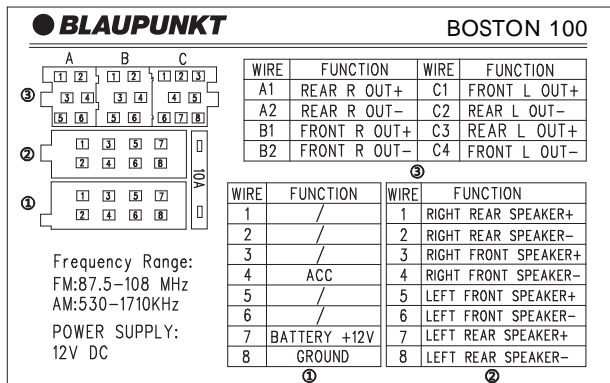 BLAUPUNKT BOSTON 100
A B C
1 2 1 2 1 2 3
③ 3 4 3 4 4 5
5 6 5 6 6 7 8
② 1 3 5 7
2 4 6 8
10A
① 1 3 5 7
2 4 6 8
Frequency Range:
FM:87.5-108 MHz
AM:530-1710KHz
POWER SUPPLY:
12V DC
WIRE FUNCTION WIRE FUNCTION
A1 REAR R OUT+ C1 FRONT L OUT+
A2 REAR R OUT- C2 REAR L OUT-
B1 FRONT R OUT+ C3 REAR L OUT+
B2 FRONT R OUT- C4 FRONT L OUT-
③
WIRE FUNCTION
1 /
2 /
3 /
4 ACC
5 /
6 /
7 BATTERY +12V
8 GROUND
①
WIRE FUNCTION
1 RIGHT REAR SPEAKER+
2 RIGHT REAR SPEAKER-
3 RIGHT FRONT SPEAKER+
4 RIGHT FRONT SPEAKER-
5 LEFT FRONT SPEAKER+
6 LEFT FRONT SPEAKER-
7 LEFT REAR SPEAKER+
8 LEFT REAR SPEAKER-
②